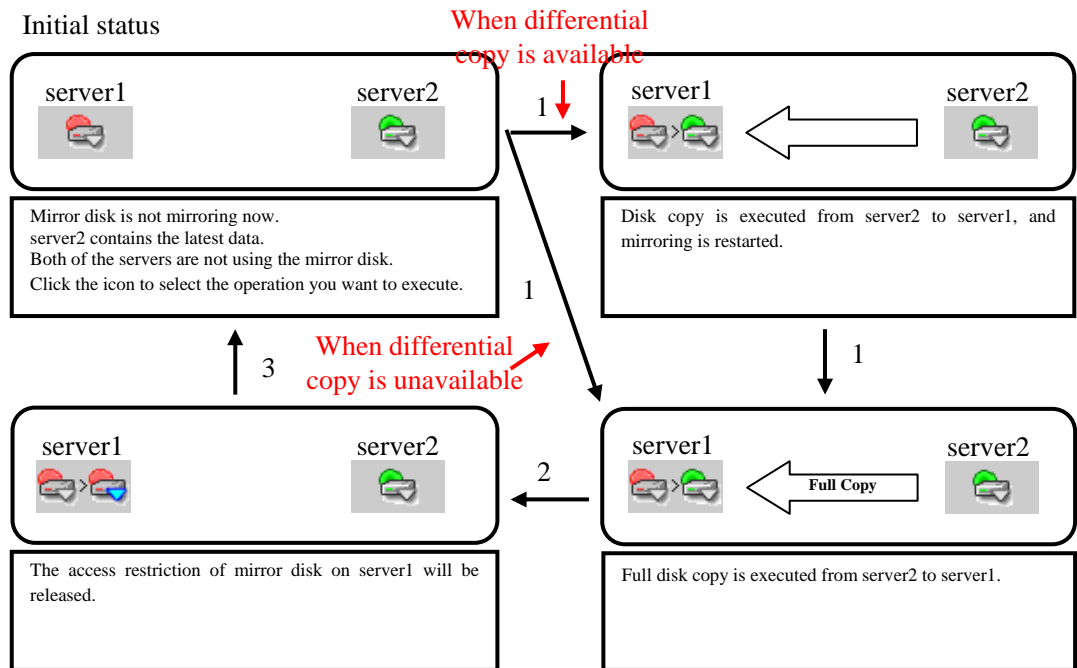 Initial status
When differential
copy is available
server1
server2
1
server1
server2
Mirror disk is not mirroring now.
server2 contains the latest data.
Both of the servers are not using the mirror disk.
Click the icon to select the operation you want to execute.
Disk copy is executed from server2 to server1, and
mirroring is restarted.
1
When differential
copy is unavailable
3
1
server1
server2
2
server1
server2
>
>
Full Copy
>
The access restriction of mirror disk on server1 will be
released.
Full disk copy is executed from server2 to server1.